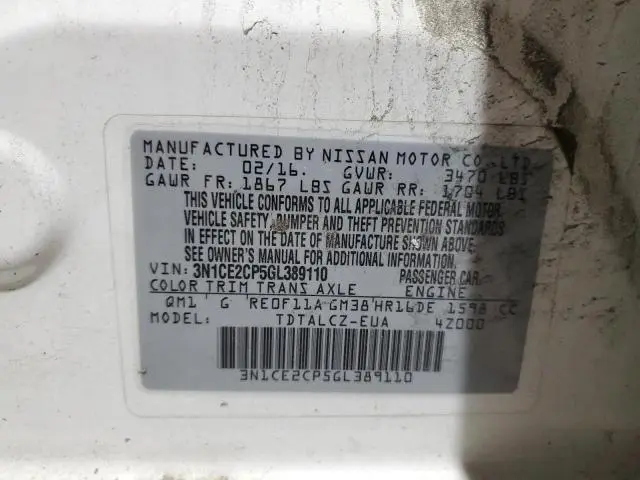 MANUFACTURED BY NISSAN MOTOR CO.,LTD.
DATE: 02/16. GVWR: 3470 LBS
GAWR FR: 1867 LBS GAWR RR: 1704 LBS
THIS VEHICLE CONFORMS TO ALL APPLICABLE FEDERAL MOTOR
VEHICLE SAFETY, BUMPER AND THEFT PREVENTION STANDARDS
IN EFFECT ON THE DATE OF MANUFACTURE SHOWN ABOVE.
SEE OWNER'S MANUAL FOR ADDITIONAL INFORMATION.
VIN: 3N1CE2CP5GL389110 PASSENGER CAR
COLOR TRIM TRANS AXLE ENGINE
QM1 G RE0F11A GM38 HR16DE 1598 CC
MODEL: TDTALCZ-EUA 4Z000
3N1CE2CP5GL389110